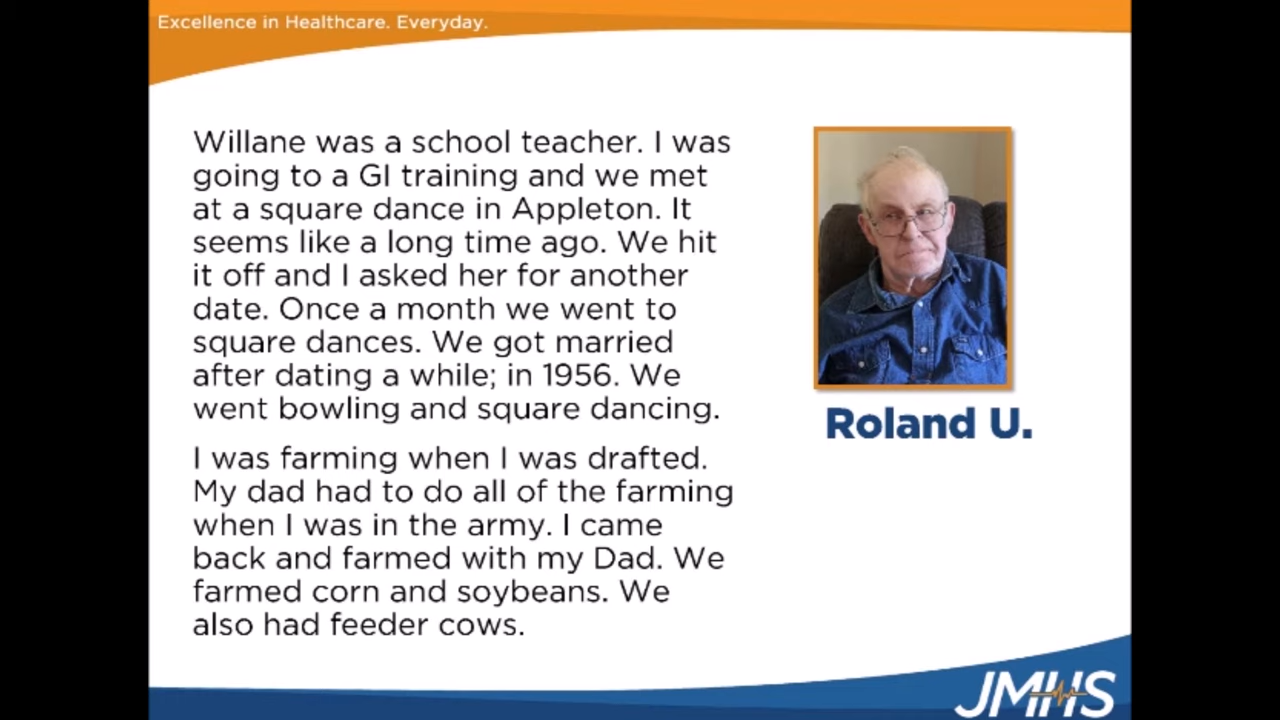 Excellence in Healthcare. Everyday.
Willane was a school teacher. I was
going to a GI training and we met
at a square dance in Appleton. It
seems like a long time ago. We hit
it off and I asked her for another
date. Once a month we went to
square dances. We got married
after dating a while; in 1956. We
went bowling and square dancing.
I was farming when I was drafted.
My dad had to do all of the farming
when I was in the army. I came
back and farmed with my Dad. We
farmed corn and soybeans. We
also had feeder cows.
Roland U.
JMHS